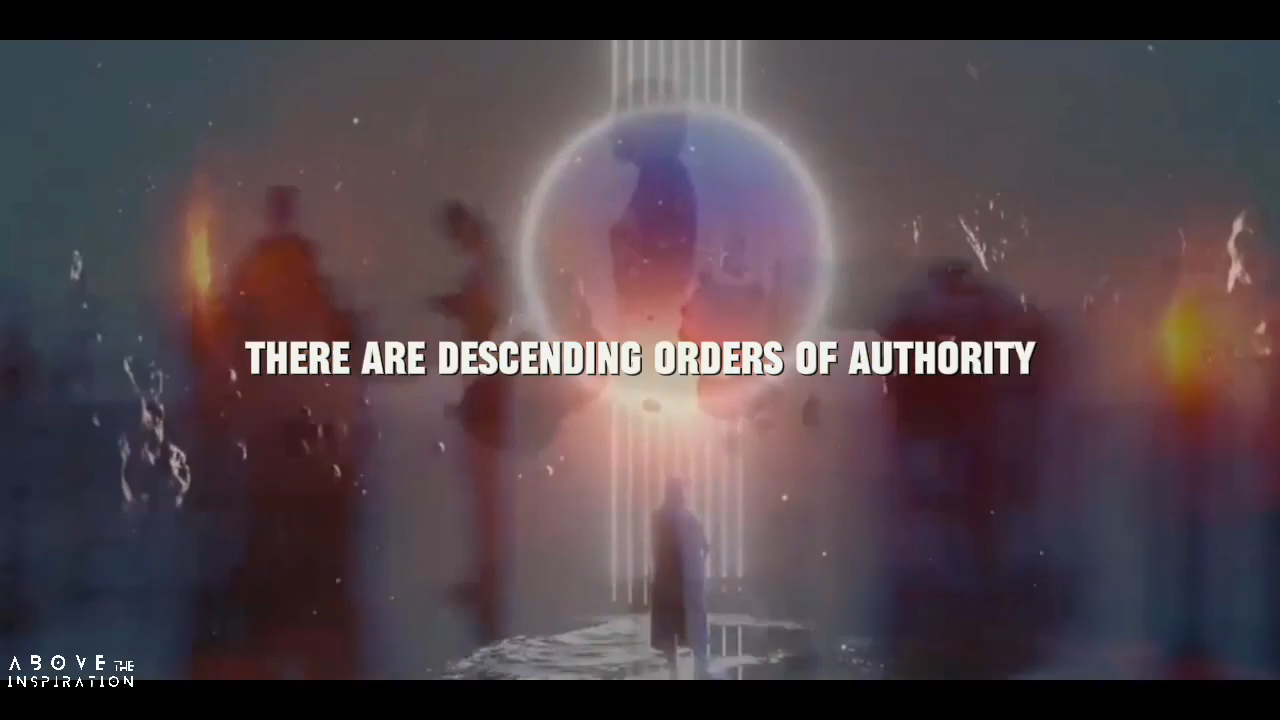 THERE ARE DESCENDING ORDERS OF AUTHORITY
ABOVE THE
INSPIRATION